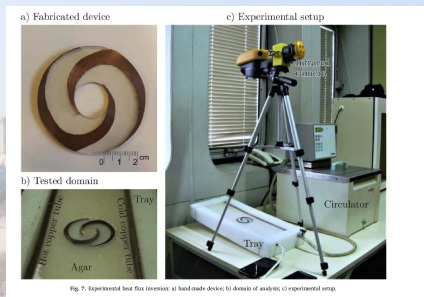 a) Fabricated device
0 1 2 cm
b) Tested domain
Hot copper tube
Cold copper tube
Tray
Agar
c) Experimental setup
Infrared
camera
Circulator
Tray
Fig. 7. Experimental heat flux inversion: a) hand-made device; b) domain of analysis; c) experimental setup.